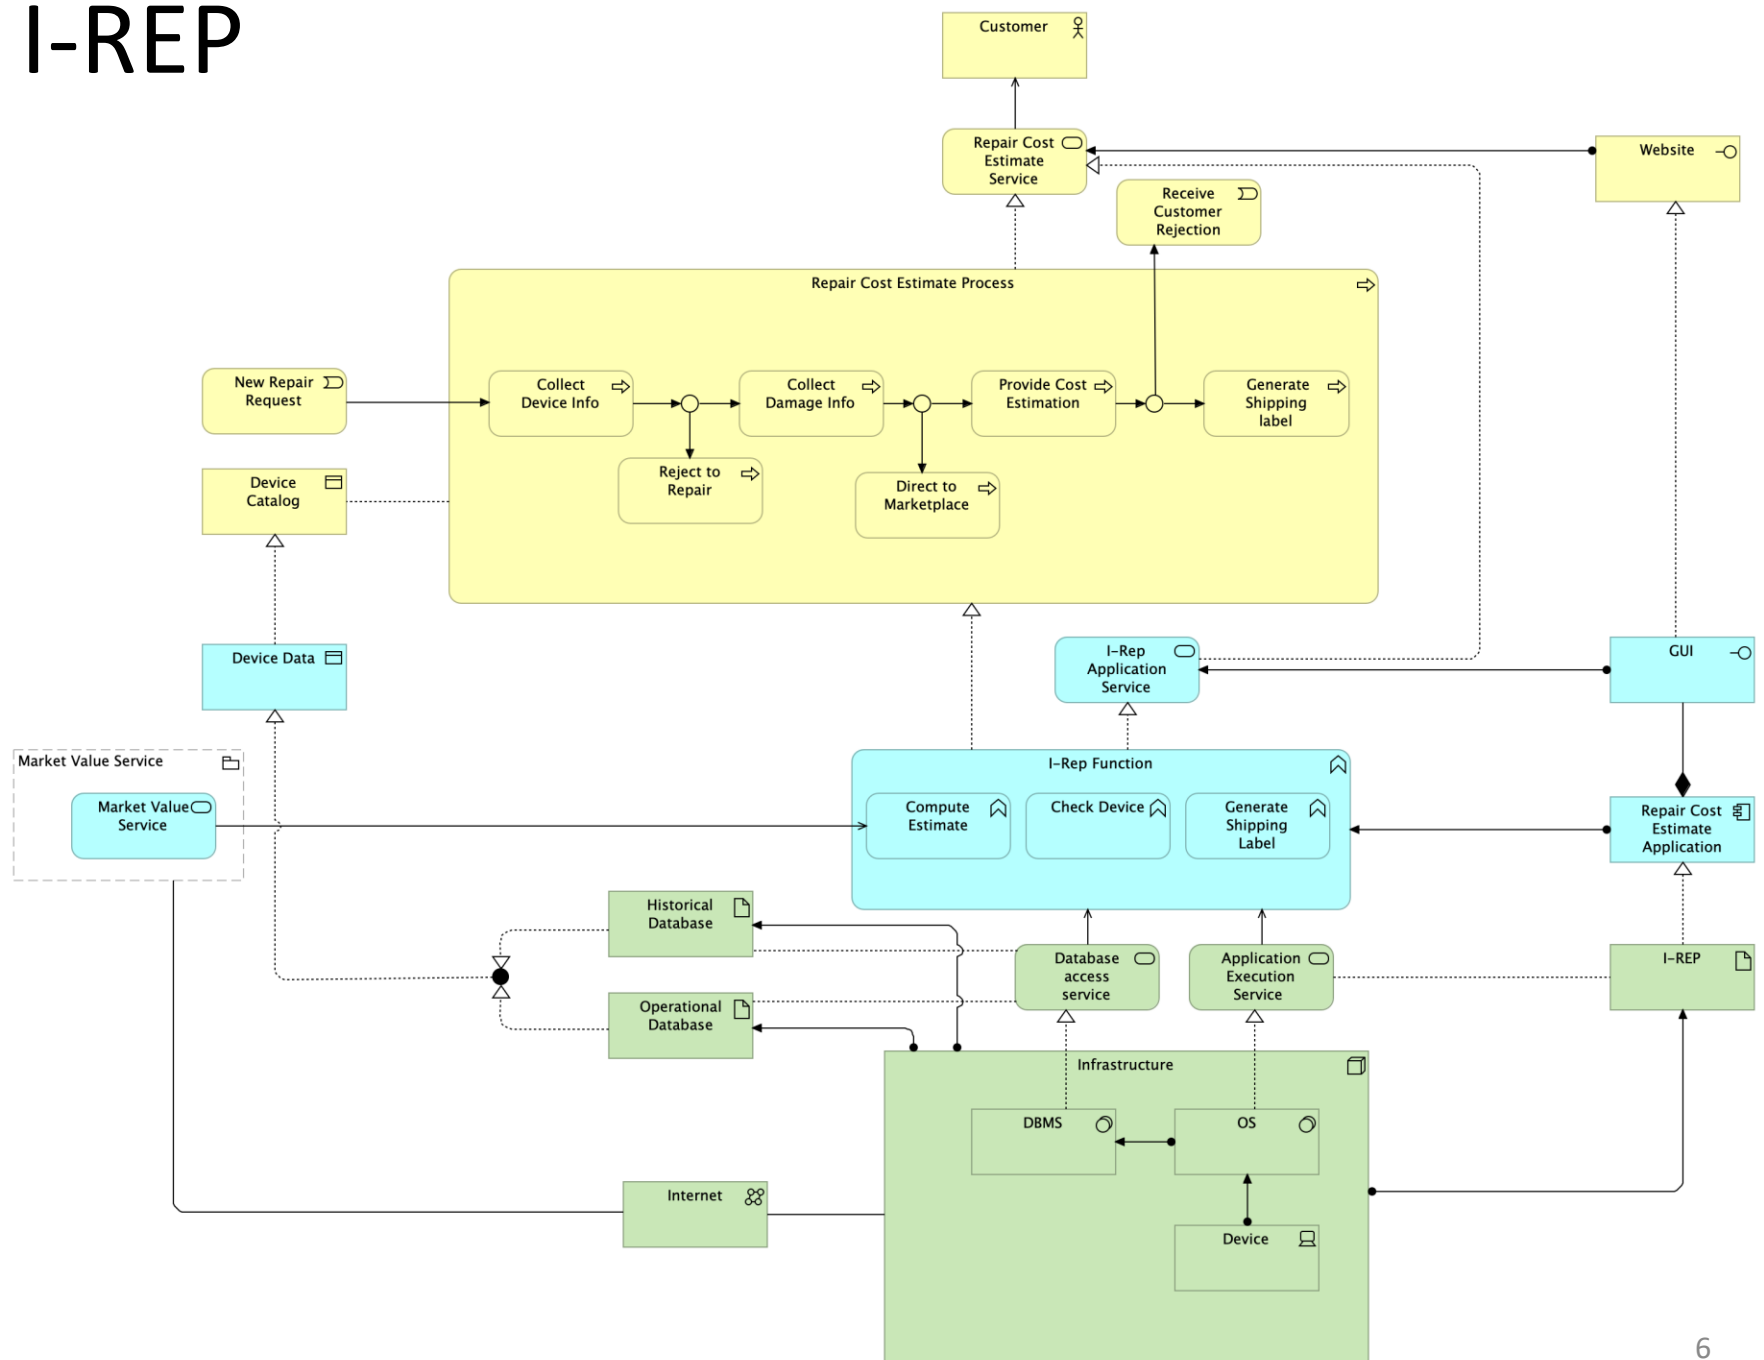 I-REP
Customer
Repair Cost
Estimate
Service
Website
Receive
Customer
Rejection
Repair Cost Estimate Process
New Repair
Request
Collect
Device Info
Collect
Damage Info
Provide Cost
Estimation
Generate
Shipping
label
Reject to
Repair
Direct to
Marketplace
Device
Catalog
Device Data
I-Rep
Application
Service
GUI
Market Value Service
Market Value
Service
I-Rep Function
Compute
Estimate
Check Device
Generate
Shipping
Label
Repair Cost
Estimate
Application
Historical
Database
Operational
Database
Database
access
service
Application
Execution
Service
I-REP
Infrastructure
DBMS
OS
Internet
Device
6